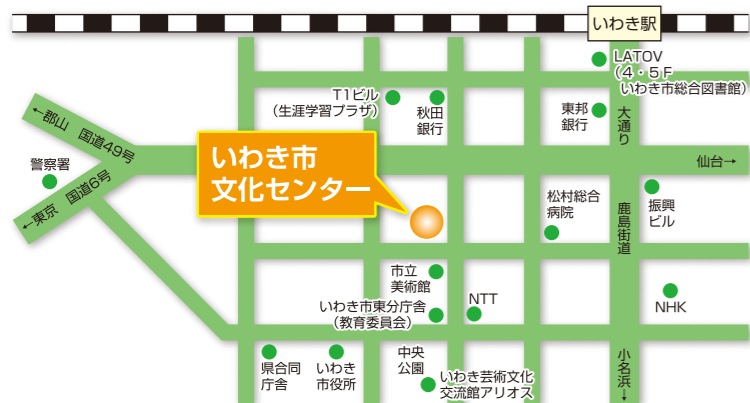 いわき駅
LATOV
(4・5F
いわき市総合図書館)
T1ビル
(生涯学習プラザ)
秋田
銀行
東邦
銀行
大通り
←郡山 国道49号
警察署
←東京 国道6号
いわき市
文化センター
仙台→
松村総合
病院
鹿島街道
振興
ビル
市立
美術館
いわき市東分庁舎
(教育委員会)
NTT
NHK
県合同
庁舎
いわき
市役所
中央
公園
いわき芸術文化
交流館アリオス
小名浜→